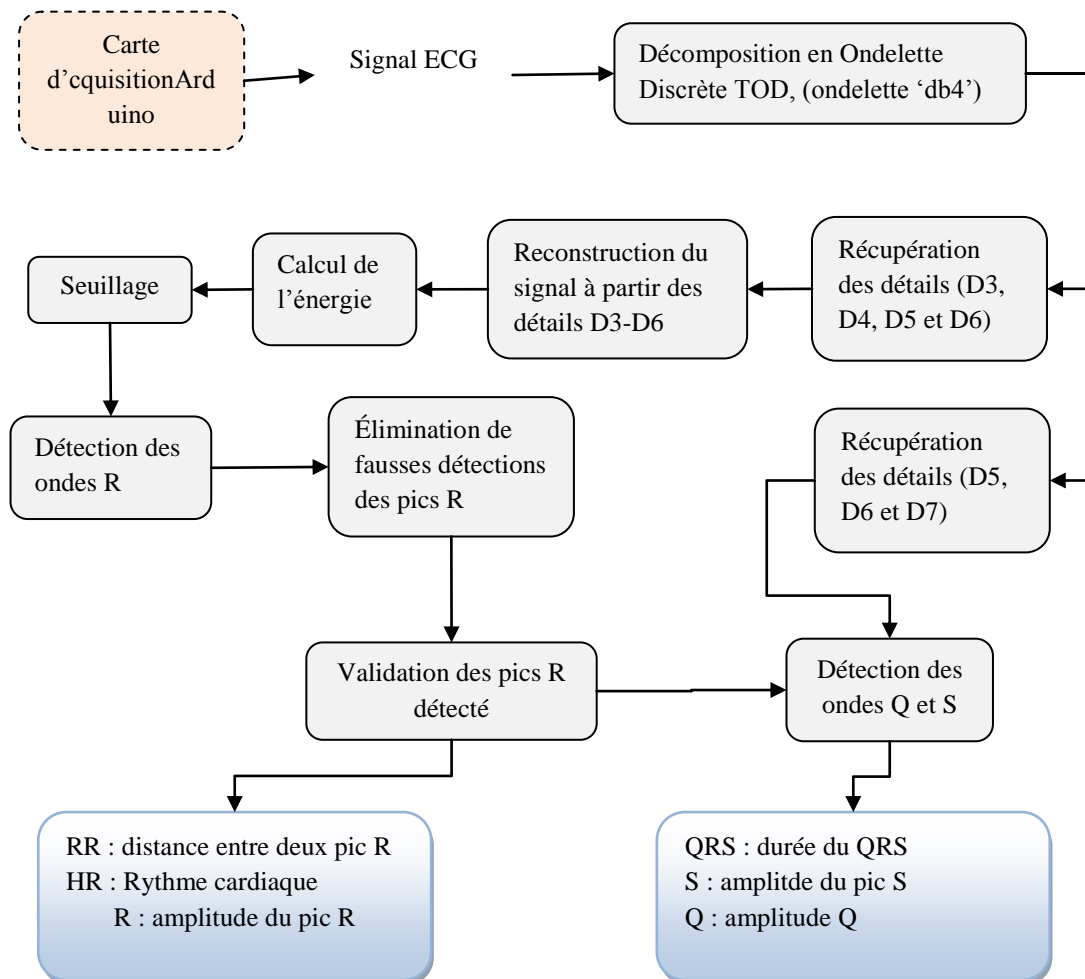 Carte
d’cquisitionArd
uino
Signal ECG
Décomposition en Ondelette
Discrète TOD, (ondelette ‘db4’)
Récupération
des détails (D3,
D4, D5 et D6)
Reconstruction du
signal à partir des
détails D3-D6
Calcul de
l’énergie
Seuillage
Détection des
ondes R
Élimination de
fausses détections
des pics R
Récupération
des détails (D5,
D6 et D7)
Validation des pics R
détecté
Détection des
ondes Q et S
RR : distance entre deux pic R
HR : Rythme cardiaque
R : amplitude du pic R
QRS : durée du QRS
S : amplitde du pic S
Q : amplitude Q